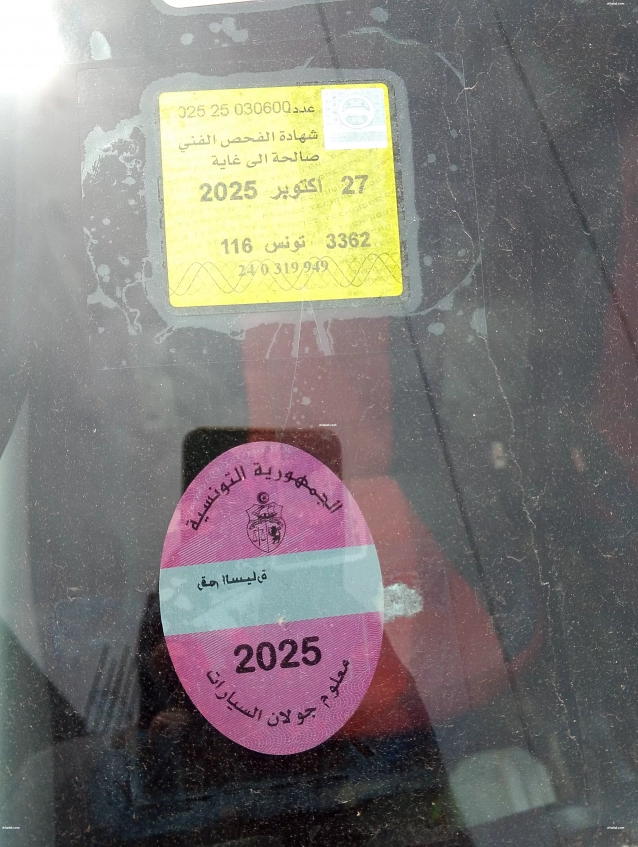 عدد 025 25 030600
شهادة الفحص الفني
صالحة الى غاية
27 أكتوبر 2025
3362 تونس 116
24 0 319 949
الجمهورية التونسية
2025
معلوم جولان السيارات